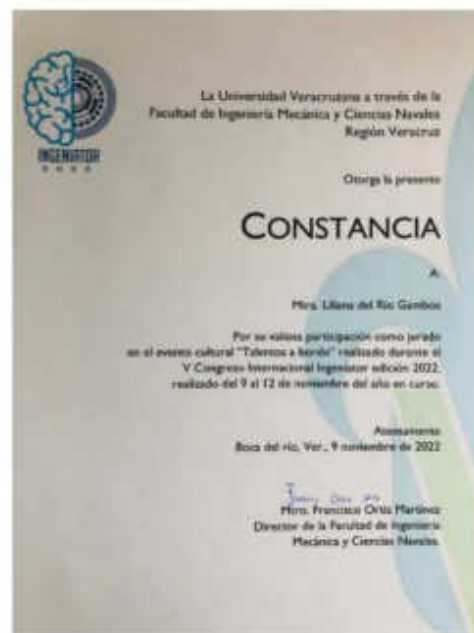 INGENIATOR
2022
La Universidad Veracruzana a través de la
Facultad de Ingeniería Mecánica y Ciencias Navales
Región Veracruz
Otorga la presente
CONSTANCIA
A:
Mtra. Liliana del Río Gamboa
Por su valiosa participación como jurado
en el evento cultural "Talentos a bordo" realizado durante el
V Congreso Internacional Ingeniator edición 2022,
realizado del 9 al 12 de noviembre del año en curso.
Atentamente
Boca del río, Ver., 9 noviembre de 2022
Mtro. Francisco Ortiz Martínez
Director de la Facultad de Ingeniería
Mecánica y Ciencias Navales.